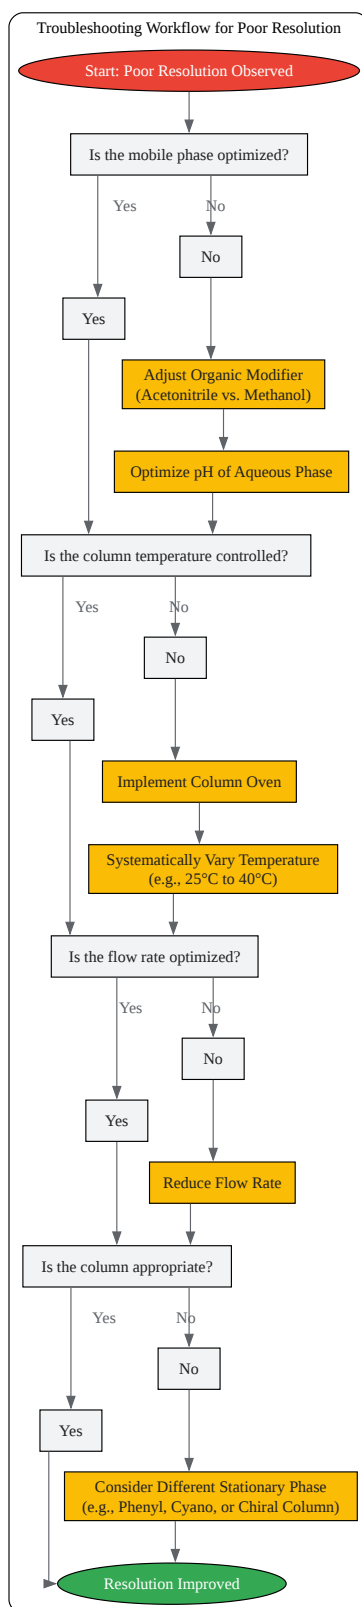 Troubleshooting Workflow for Poor Resolution
Start: Poor Resolution Observed
Is the mobile phase optimized?
Yes
No
No
Yes
Adjust Organic Modifier
(Acetonitrile vs. Methanol)
Optimize pH of Aqueous Phase
Is the column temperature controlled?
Yes
No
No
Yes
Implement Column Oven
Systematically Vary Temperature
(e.g., 25°C to 40°C)
Is the flow rate optimized?
Yes
No
No
Yes
Reduce Flow Rate
Is the column appropriate?
Yes
No
No
Yes
Consider Different Stationary Phase
(e.g., Phenyl, Cyano, or Chiral Column)
Resolution Improved